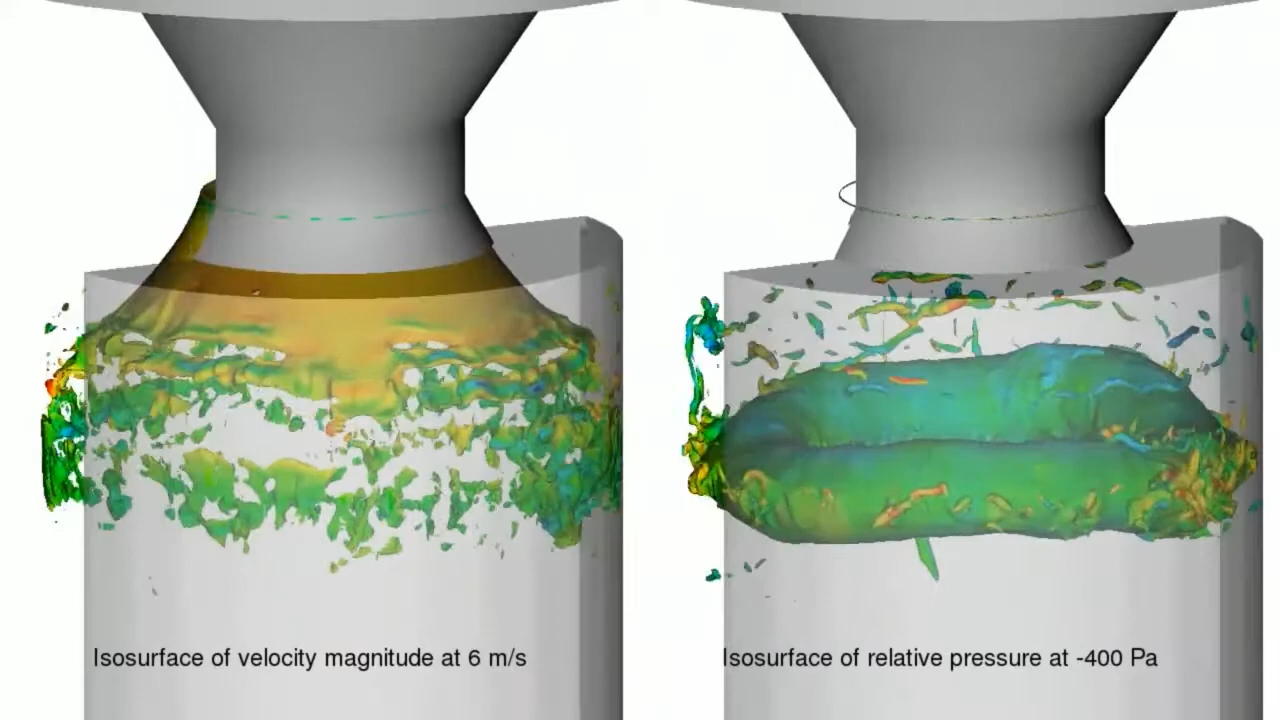 Isosurface of velocity magnitude at 6 m/s
Isosurface of relative pressure at -400 Pa